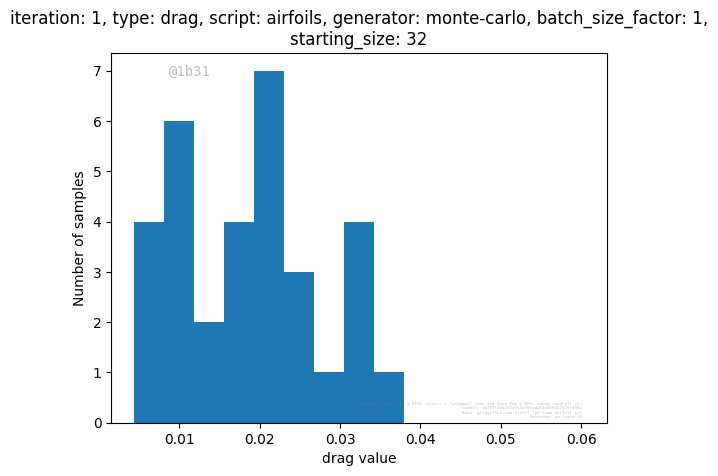 iteration: 1, type: drag, script: airfoils, generator: monte-carlo, batch_size_factor: 1,
starting_size: 32
@1b31
7
6
5
4
3
2
1
0
Number of samples
0.01 0.02 0.03 0.04 0.05 0.06
drag value